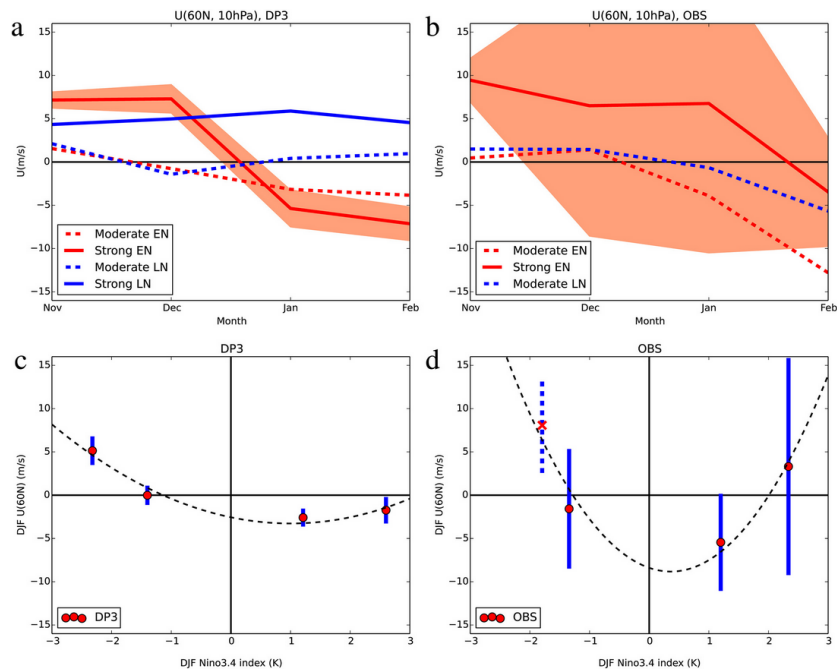 a
U(60N, 10hPa), DP3
15
10
5
0
−5
−10
−15
U(m/s)
Moderate EN
Strong EN
Moderate LN
Strong LN
Nov
Dec
Jan
Feb
Month
b
U(60N, 10hPa), OBS
15
10
5
0
−5
−10
−15
U(m/s)
Moderate EN
Strong EN
Moderate LN
Nov
Dec
Jan
Feb
Month
c
DP3
15
10
5
0
−5
−10
−15
DJF U(60N) (m/s)
DP3
−3
−2
−1
0
1
2
3
DJF Nino3.4 index (K)
d
OBS
15
10
5
0
−5
−10
−15
DJF U(60N) (m/s)
OBS
−3
−2
−1
0
1
2
3
DJF Nino3.4 index (K)